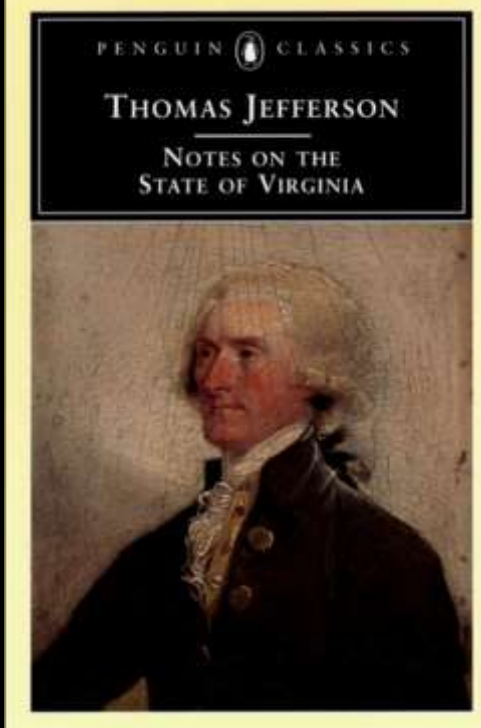 PENGUIN CLASSICS
THOMAS JEFFERSON
NOTES ON THE
STATE OF VIRGINIA